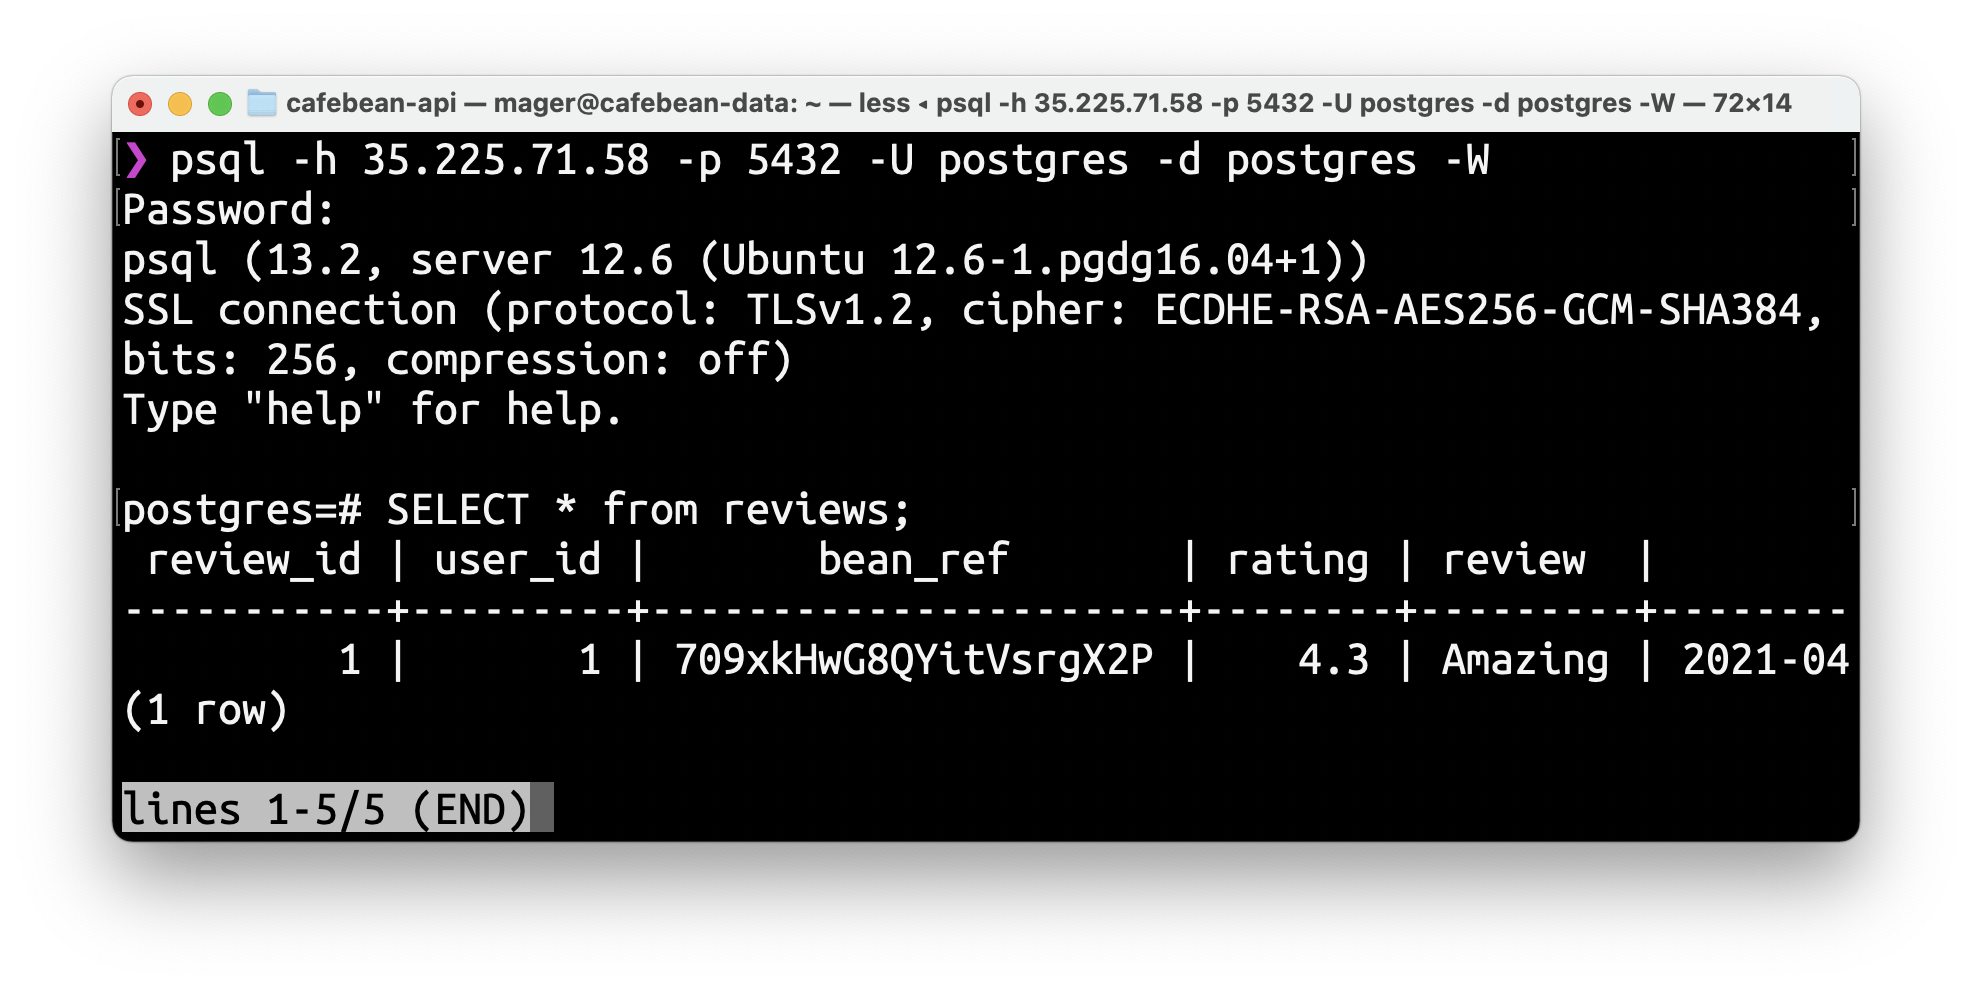 cafebean-api — mager@cafebean-data: ~ — less ◂ psql -h 35.225.71.58 -p 5432 -U postgres -d postgres -W — 72×14
❯ psql -h 35.225.71.58 -p 5432 -U postgres -d postgres -W
Password:
psql (13.2, server 12.6 (Ubuntu 12.6-1.pgdg16.04+1))
SSL connection (protocol: TLSv1.2, cipher: ECDHE-RSA-AES256-GCM-SHA384,
bits: 256, compression: off)
Type "help" for help.
postgres=# SELECT * from reviews;
 review_id | user_id |       bean_ref       | rating | review  |
-----------+---------+----------------------+--------+---------+--------
         1 |       1 | 709xkHwG8QYitVsrgX2P |    4.3 | Amazing | 2021-04
(1 row)
lines 1-5/5 (END)